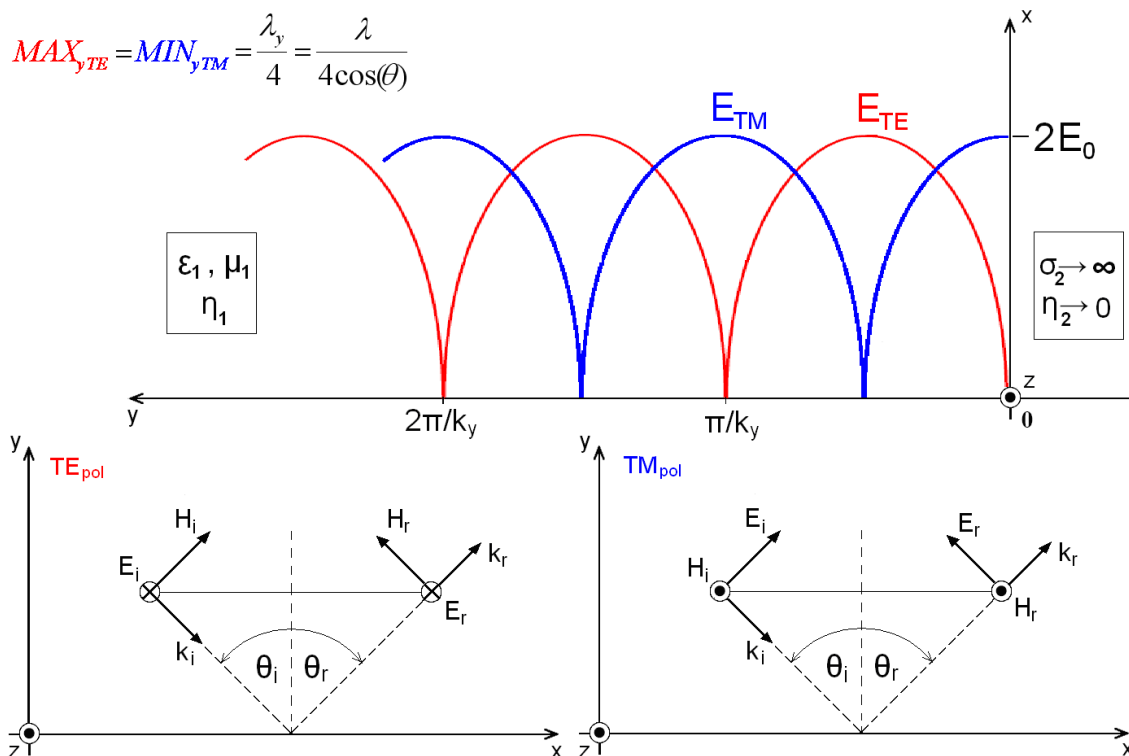 x
MAX_yTE = MIN_yTM = λ_y/4 = λ/4cos(θ)
E_TM
E_TE
2E_0
ε_1 , μ_1
η_1
σ_2→ ∞
η_2→ 0
z
y
2π/k_y
π/k_y
0
y
TE_pol
H_i
H_r
k_r
E_i
E_r
k_i
θ_i
θ_r
z
x
y
TM_pol
E_i
E_r
k_r
H_i
H_r
k_i
θ_i
θ_r
z
x